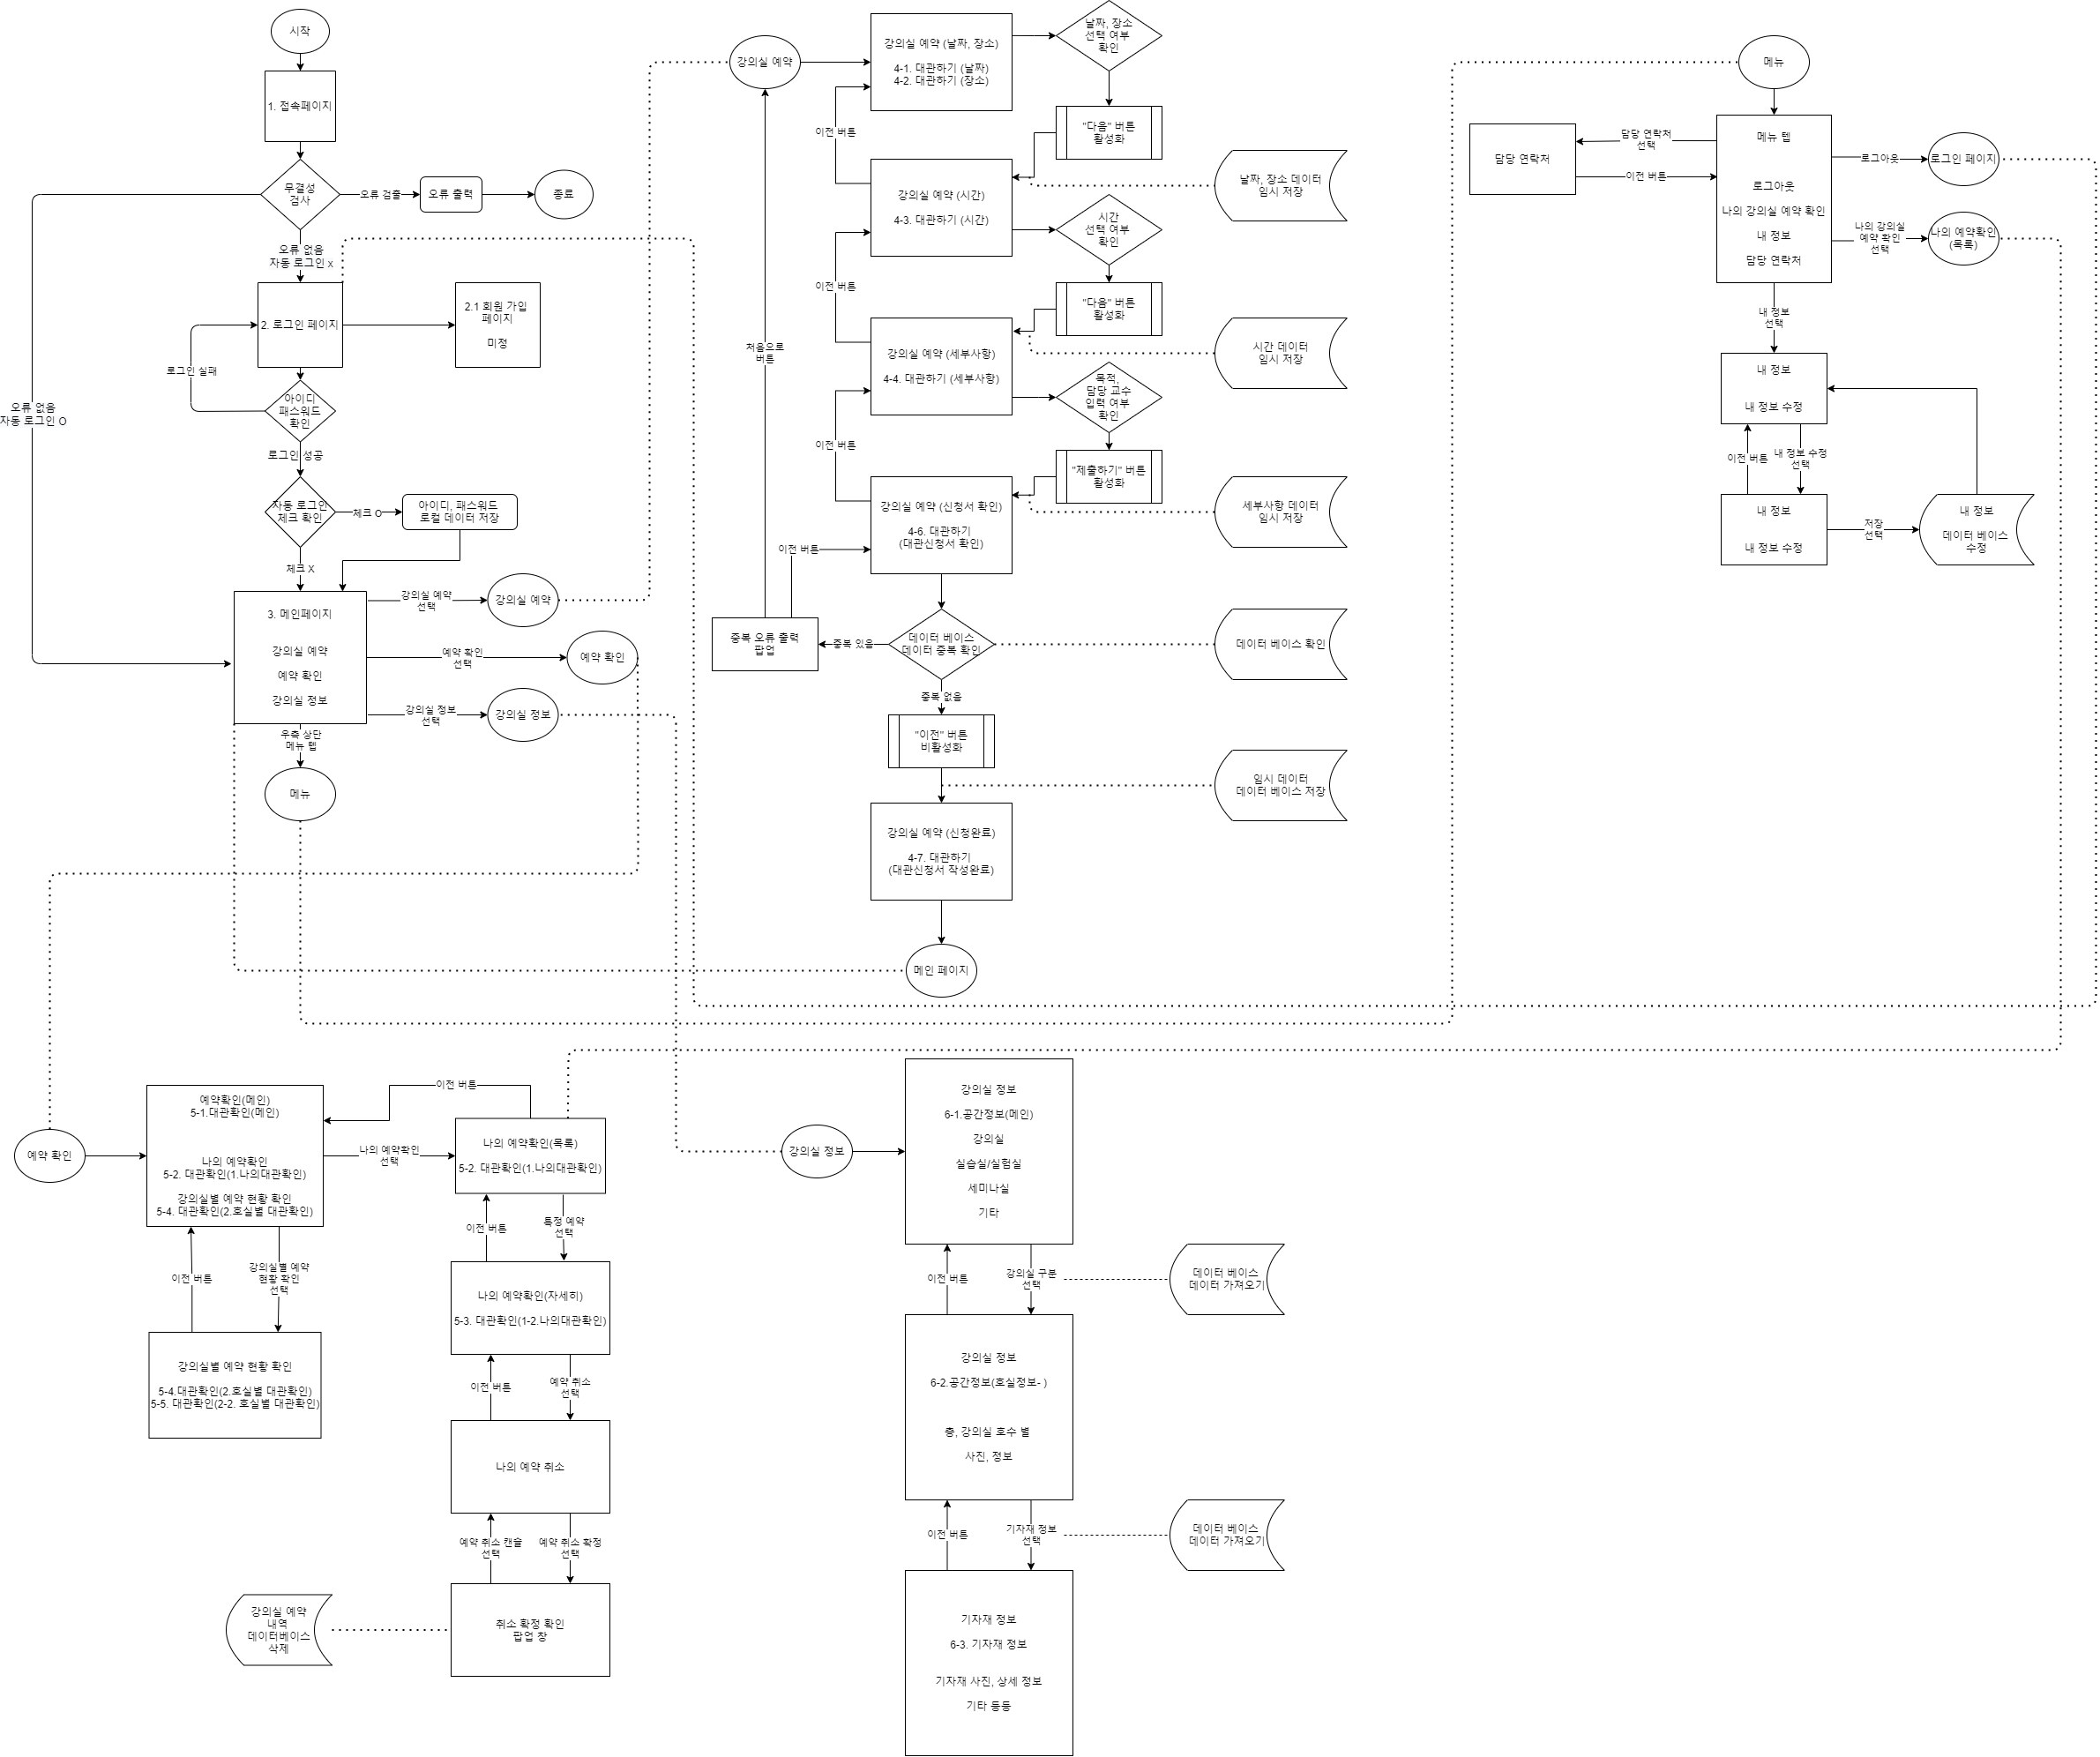 시작
1. 접속페이지
무결성
검사
오류 검출
오류 출력
종료
오류 없음
자동 로그인 x
오류 없음
자동 로그인 O
2. 로그인 페이지
2.1 회원 가입
페이지
미정
로그인 실패
아이디
패스워드
확인
로그인 성공
자동 로그인
체크 확인
체크 O
아이디, 패스워드
로컬 데이터 저장
체크 X
3. 메인페이지
강의실 예약
예약 확인
강의실 정보
강의실 예약
선택
강의실 예약
예약 확인
선택
예약 확인
강의실 정보
선택
강의실 정보
우측 상단
메뉴 텝
메뉴
강의실 예약
강의실 예약 (날짜, 장소)
4-1. 대관하기 (날짜)
4-2. 대관하기 (장소)
날짜, 장소
선택 여부
확인
"다음" 버튼
활성화
이전 버튼
날짜, 장소 데이터
임시 저장
강의실 예약 (시간)
4-3. 대관하기 (시간)
시간
선택 여부
확인
"다음" 버튼
활성화
이전 버튼
시간 데이터
임시 저장
강의실 예약 (세부사항)
4-4. 대관하기 (세부사항)
목적,
담당 교수
입력 여부
확인
"제출하기" 버튼
활성화
이전 버튼
세부사항 데이터
임시 저장
강의실 예약 (신청서 확인)
4-6. 대관하기
(대관신청서 확인)
처음으로
버튼
이전 버튼
중복 오류 출력
팝업
중복 있음
데이터 베이스
데이터 중복 확인
데이터 베이스 확인
중복 없음
"이전" 버튼
비활성화
임시 데이터
데이터 베이스 저장
강의실 예약 (신청완료)
4-7. 대관하기
(대관신청서 작성완료)
메인 페이지
메뉴
메뉴 텝
로그아웃
나의 강의실 예약 확인
내 정보
담당 연락처
담당 연락처
선택
담당 연락처
이전 버튼
로그아웃
로그인 페이지
나의 강의실
예약 확인
선택
나의 예약확인
(목록)
내 정보
선택
내 정보
내 정보 수정
이전 버튼
내 정보 수정
선택
내 정보
내 정보 수정
저장
선택
내 정보
데이터 베이스
수정
예약 확인
예약확인(메인)
5-1.대관확인(메인)
나의 예약확인
5-2. 대관확인(1.나의대관확인)
강의실별 예약 현황 확인
5-4. 대관확인(2.호실별 대관확인)
이전 버튼
나의 예약확인
선택
나의 예약확인(목록)
5-2. 대관확인(1.나의대관확인)
이전 버튼
강의실별 예약
현황 확인
선택
강의실별 예약 현황 확인
5-4.대관확인(2.호실별 대관확인)
5-5. 대관확인(2-2. 호실별 대관확인)
이전 버튼
특정 예약
선택
나의 예약확인(자세히)
5-3. 대관확인(1-2.나의대관확인)
이전 버튼
예약 취소
선택
나의 예약 취소
예약 취소 캔슬
선택
예약 취소 확정
선택
취소 확정 확인
팝업 창
강의실 예약
내역
데이터베이스
삭제
강의실 정보
강의실 정보
6-1.공간정보(메인)
강의실
실습실/실험실
세미나실
기타
이전 버튼
강의실 구분
선택
데이터 베이스
데이터 가져오기
강의실 정보
6-2.공간정보(호실정보- )
층, 강의실 호수 별
사진, 정보
이전 버튼
기자재 정보
선택
데이터 베이스
데이터 가져오기
기자재 정보
6-3. 기자재 정보
기자재 사진, 상세 정보
기타 등등